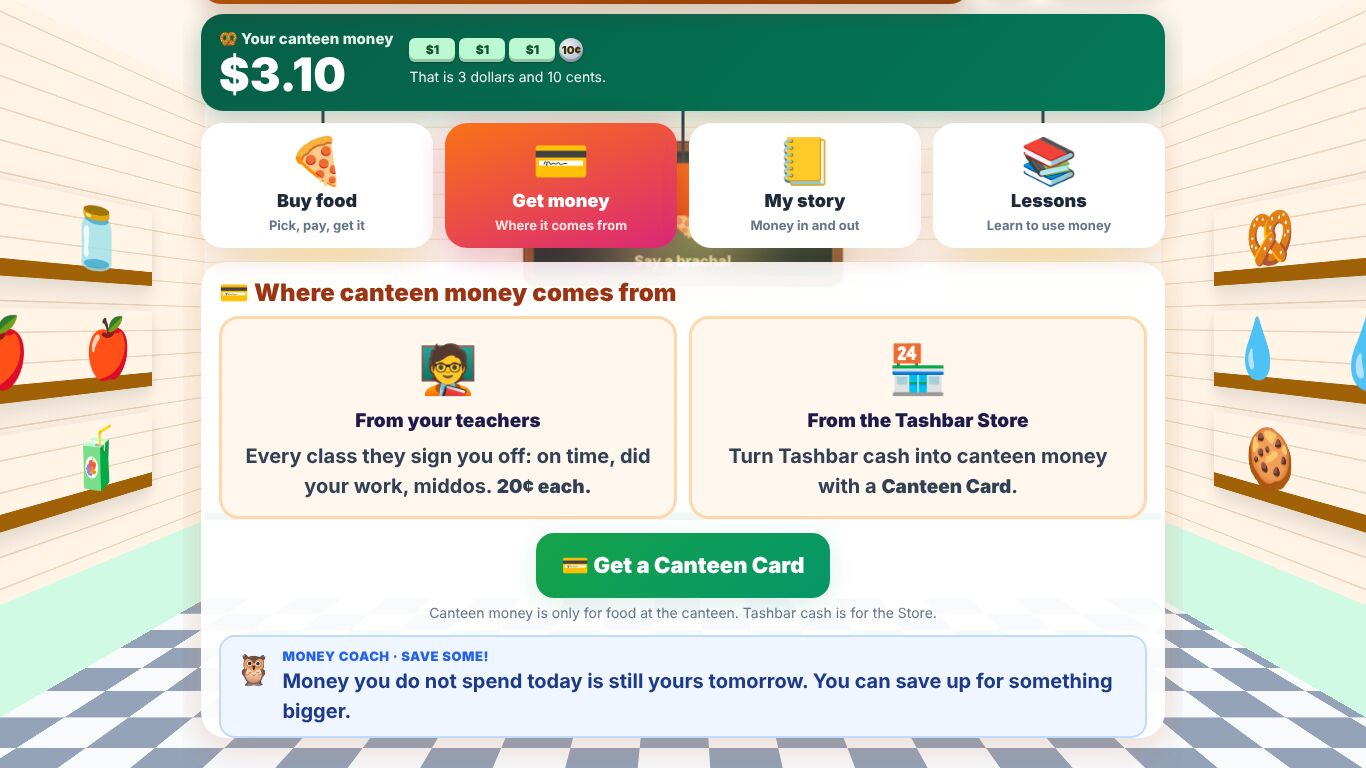 Your canteen money
$3.10
$1 $1 $1 10¢
That is 3 dollars and 10 cents.
Buy food
Pick, pay, get it
Get money
Where it comes from
My story
Money in and out
Lessons
Learn to use money
Say a bracha!
Where canteen money comes from
From your teachers
Every class they sign you off: on time, did
your work, middos. 20¢ each.
24
From the Tashbar Store
Turn Tashbar cash into canteen money
with a Canteen Card.
Get a Canteen Card
Canteen money is only for food at the canteen. Tashbar cash is for the Store.
MONEY COACH · SAVE SOME!
Money you do not spend today is still yours tomorrow. You can save up for something
bigger.